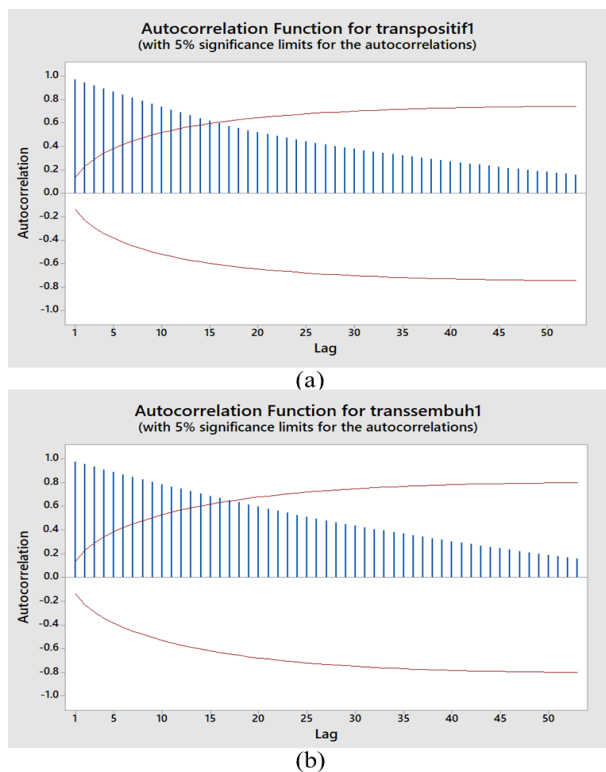 Autocorrelation Function for transpositif1
(with 5% significance limits for the autocorrelations)
1.0
0.8
0.6
0.4
0.2
0.0
-0.2
-0.4
-0.6
-0.8
-1.0
Autocorrelation
1 5 10 15 20 25 30 35 40 45 50
Lag
(a)
Autocorrelation Function for transsembuh1
(with 5% significance limits for the autocorrelations)
1.0
0.8
0.6
0.4
0.2
0.0
-0.2
-0.4
-0.6
-0.8
-1.0
Autocorrelation
1 5 10 15 20 25 30 35 40 45 50
Lag
(b)